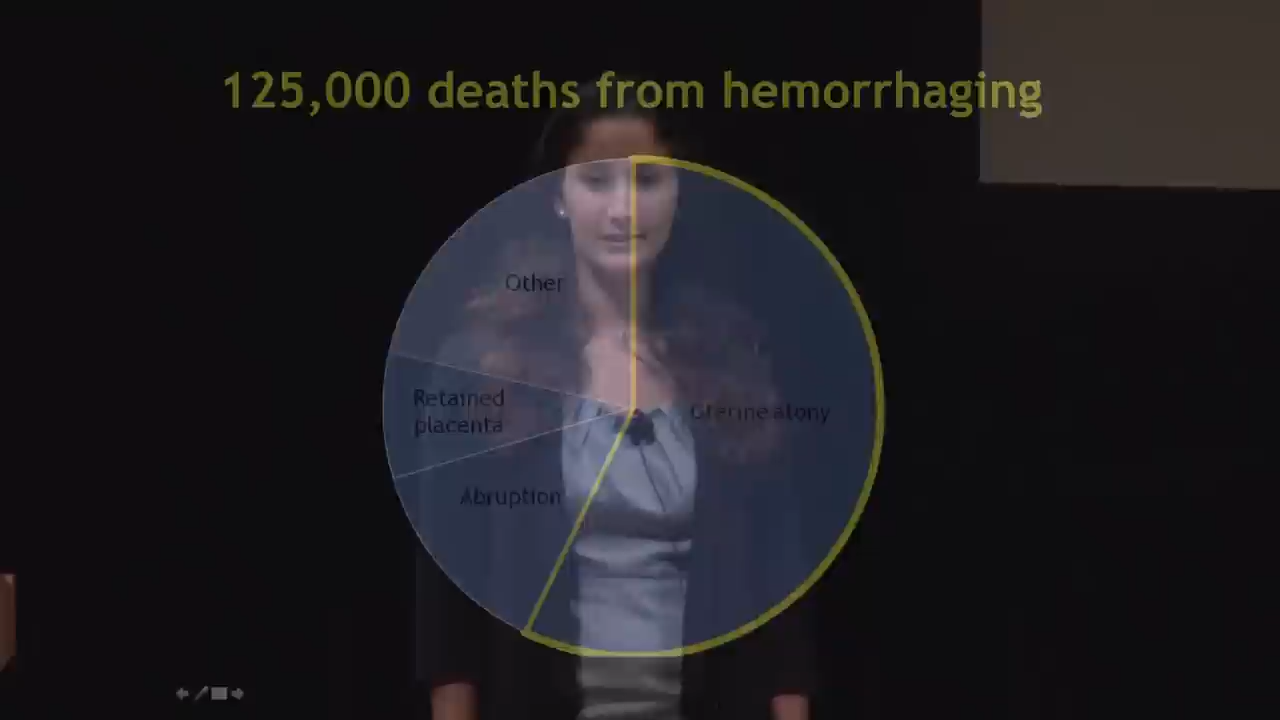 125,000 deaths from hemorrhaging
Other
Retained
placenta
Uterine atony
Abruption